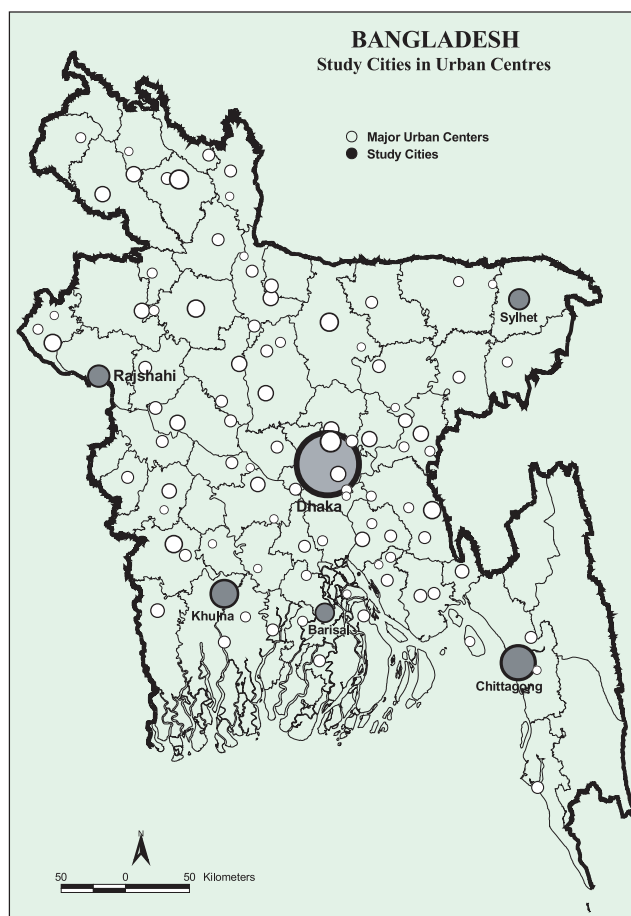 BANGLADESH
Study Cities in Urban Centres
Major Urban Centers
Study Cities
Sylhet
Rajshahi
Dhaka
Khulna
Barisal
Chittagong
N
50 0 50 Kilometers